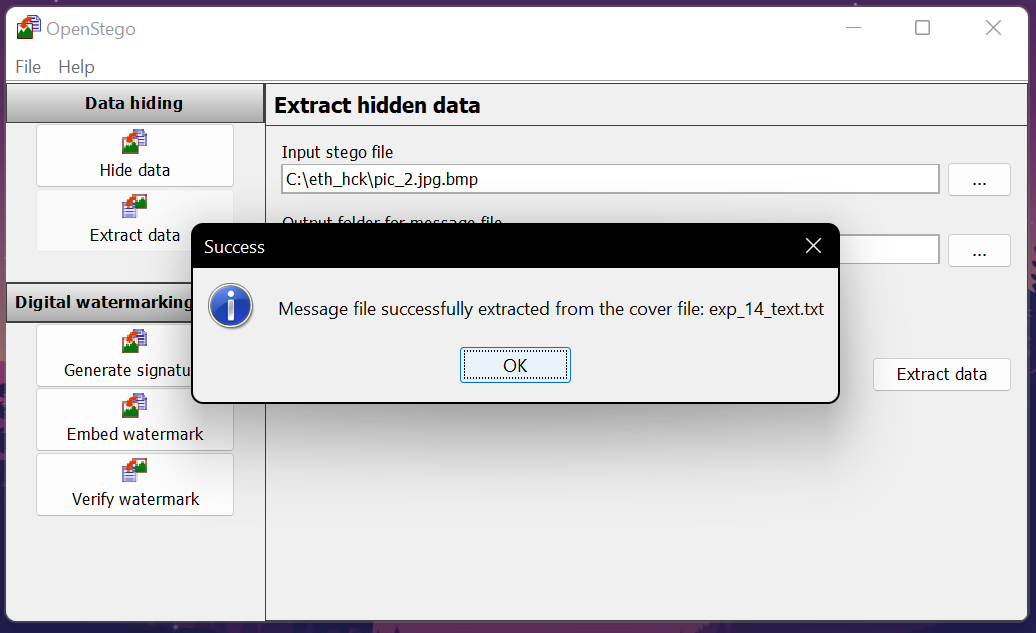 OpenStego
File Help
Data hiding
Hide data
Extract data
Digital watermarking
Generate signatu
Embed watermark
Verify watermark
Extract hidden data
Input stego file
C:\eth_hck\pic_2.jpg.bmp
...
Output folder for message file
...
Extract data
Success
Message file successfully extracted from the cover file: exp_14_text.txt
OK